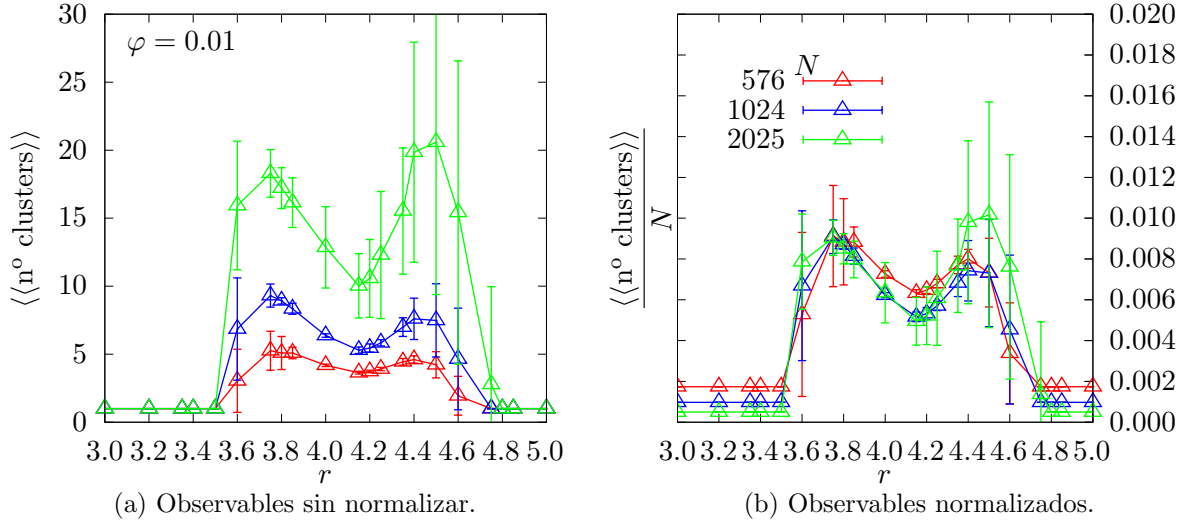 φ = 0.01
⟨⟨nº clusters⟩⟩
30
25
20
15
10
5
0
3.0 3.2 3.4 3.6 3.8 4.0 4.2 4.4 4.6 4.8 5.0
r
(a) Observables sin normalizar.
N
576
1024
2025
⟨⟨nº clusters⟩⟩
N
0.020
0.018
0.016
0.014
0.012
0.010
0.008
0.006
0.004
0.002
0.000
3.0 3.2 3.4 3.6 3.8 4.0 4.2 4.4 4.6 4.8 5.0
r
(b) Observables normalizados.